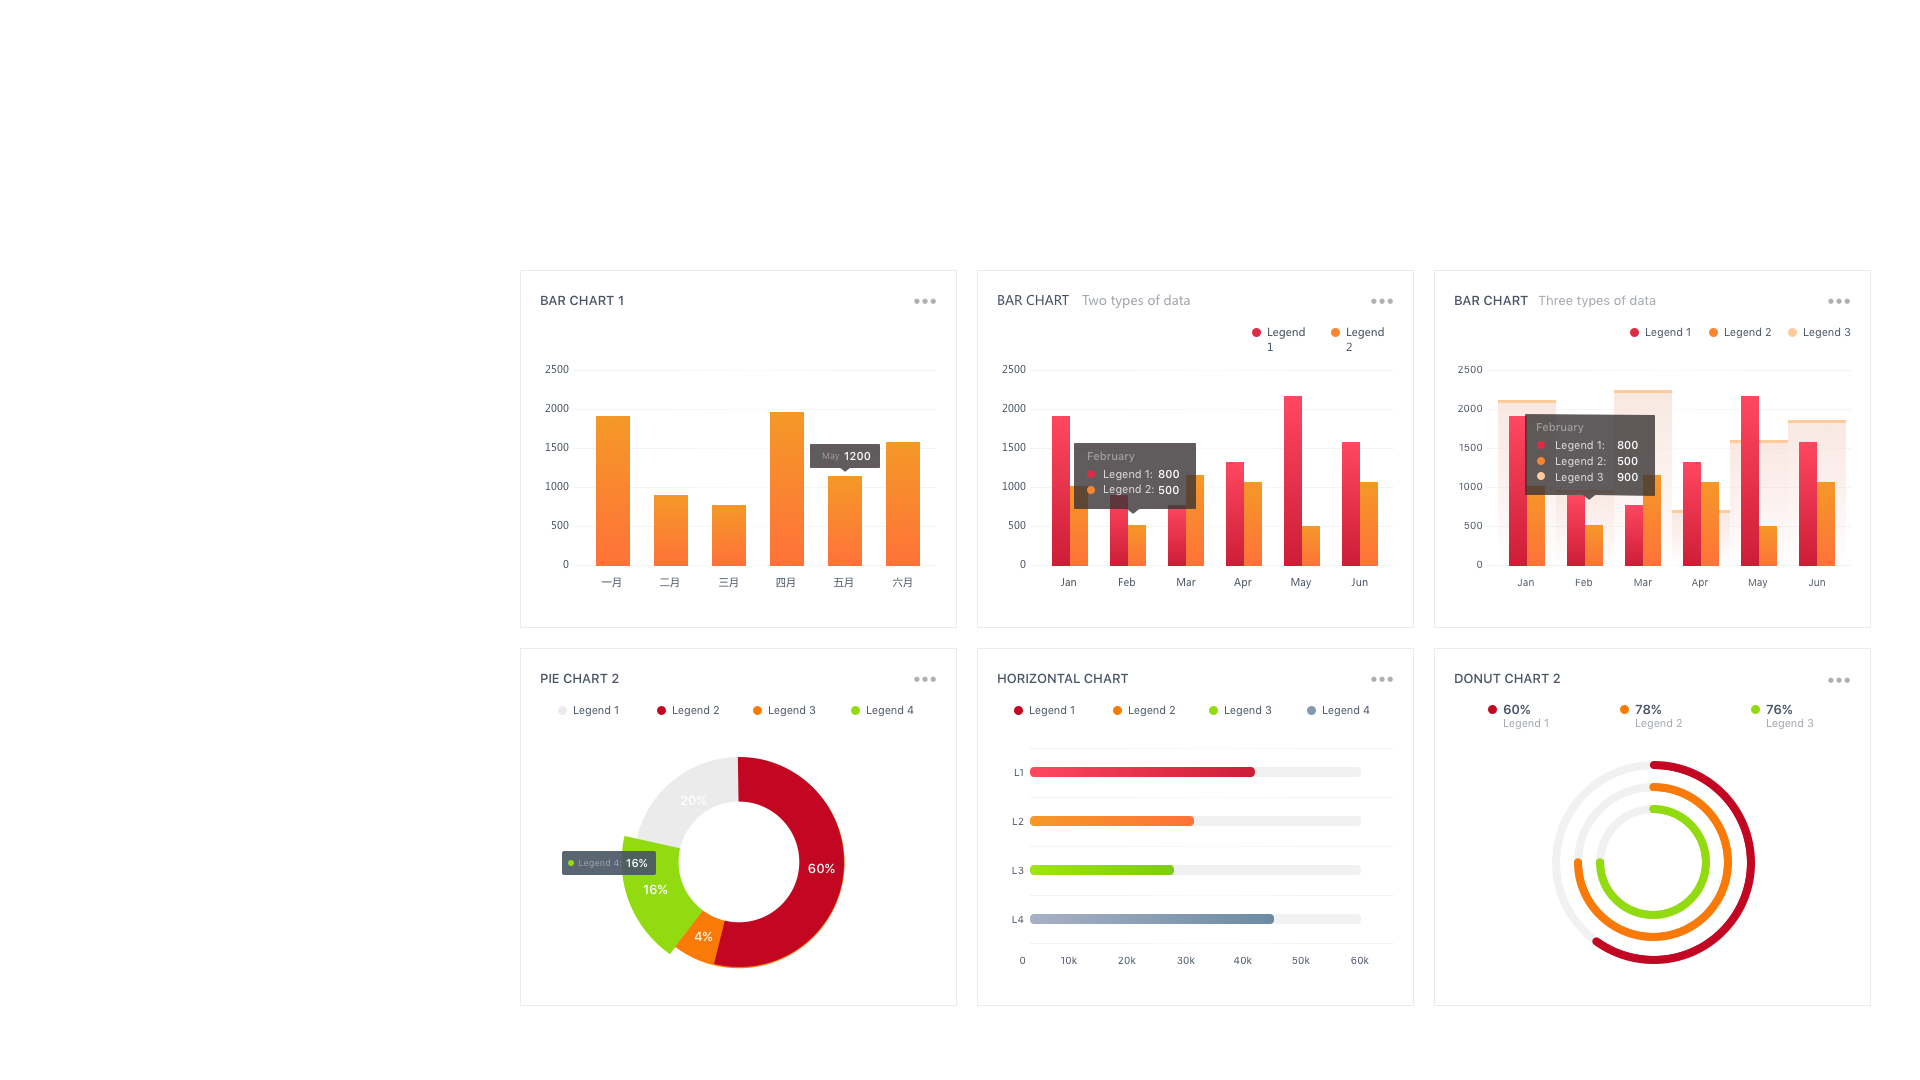 BAR CHART 1
2500
2000
1500
1000
500
0
May 1200
一月 二月 三月 四月 五月 六月
BAR CHART Two types of data
Legend 1
Legend 2
2500
2000
1500
1000
500
0
February
Legend 1: 800
Legend 2: 500
Jan Feb Mar Apr May Jun
BAR CHART Three types of data
Legend 1 Legend 2 Legend 3
2500
2000
1500
1000
500
0
February
Legend 1: 800
Legend 2: 500
Legend 3 900
Jan Feb Mar Apr May Jun
PIE CHART 2
Legend 1 Legend 2 Legend 3 Legend 4
20%
Legend 4: 16%
60%
16%
4%
HORIZONTAL CHART
Legend 1 Legend 2 Legend 3 Legend 4
L1
L2
L3
L4
0 10k 20k 30k 40k 50k 60k
DONUT CHART 2
60% 78% 76%
Legend 1 Legend 2 Legend 3